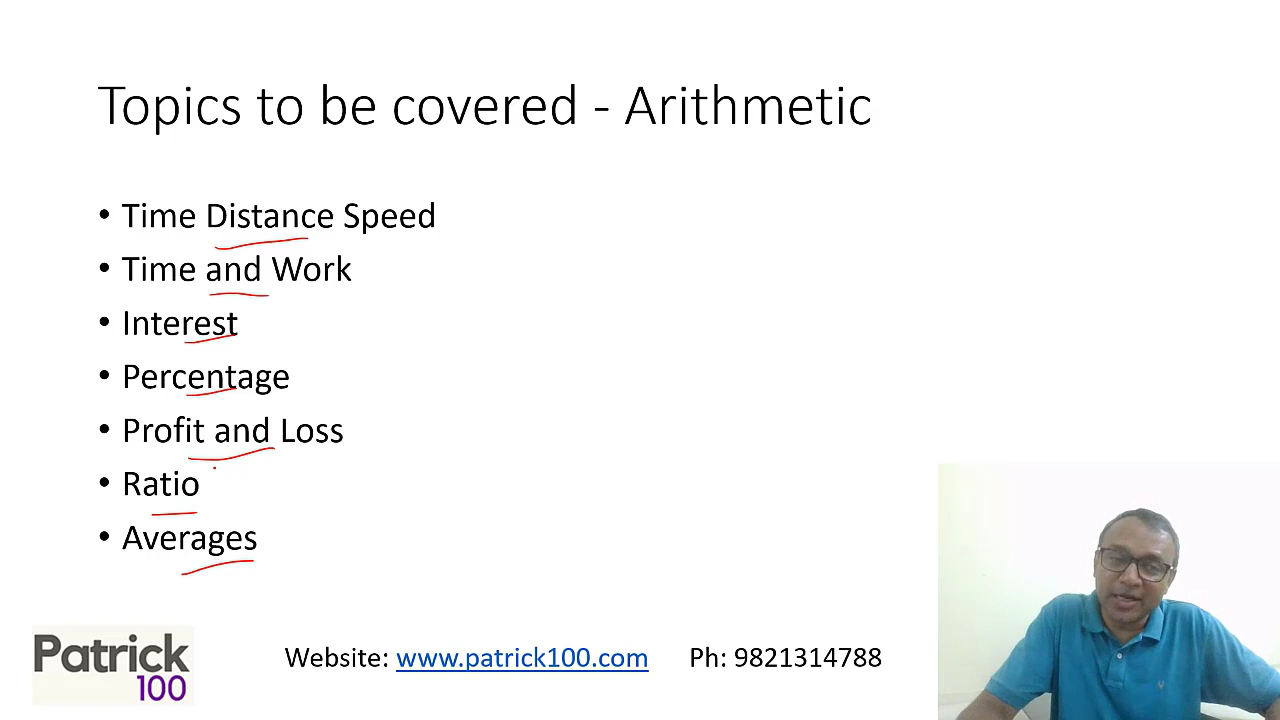 Topics to be covered - Arithmetic
• Time Distance Speed
• Time and Work
• Interest
• Percentage
• Profit and Loss
• Ratio
• Averages
Patrick
100
Website: www.patrick100.com Ph: 9821314788